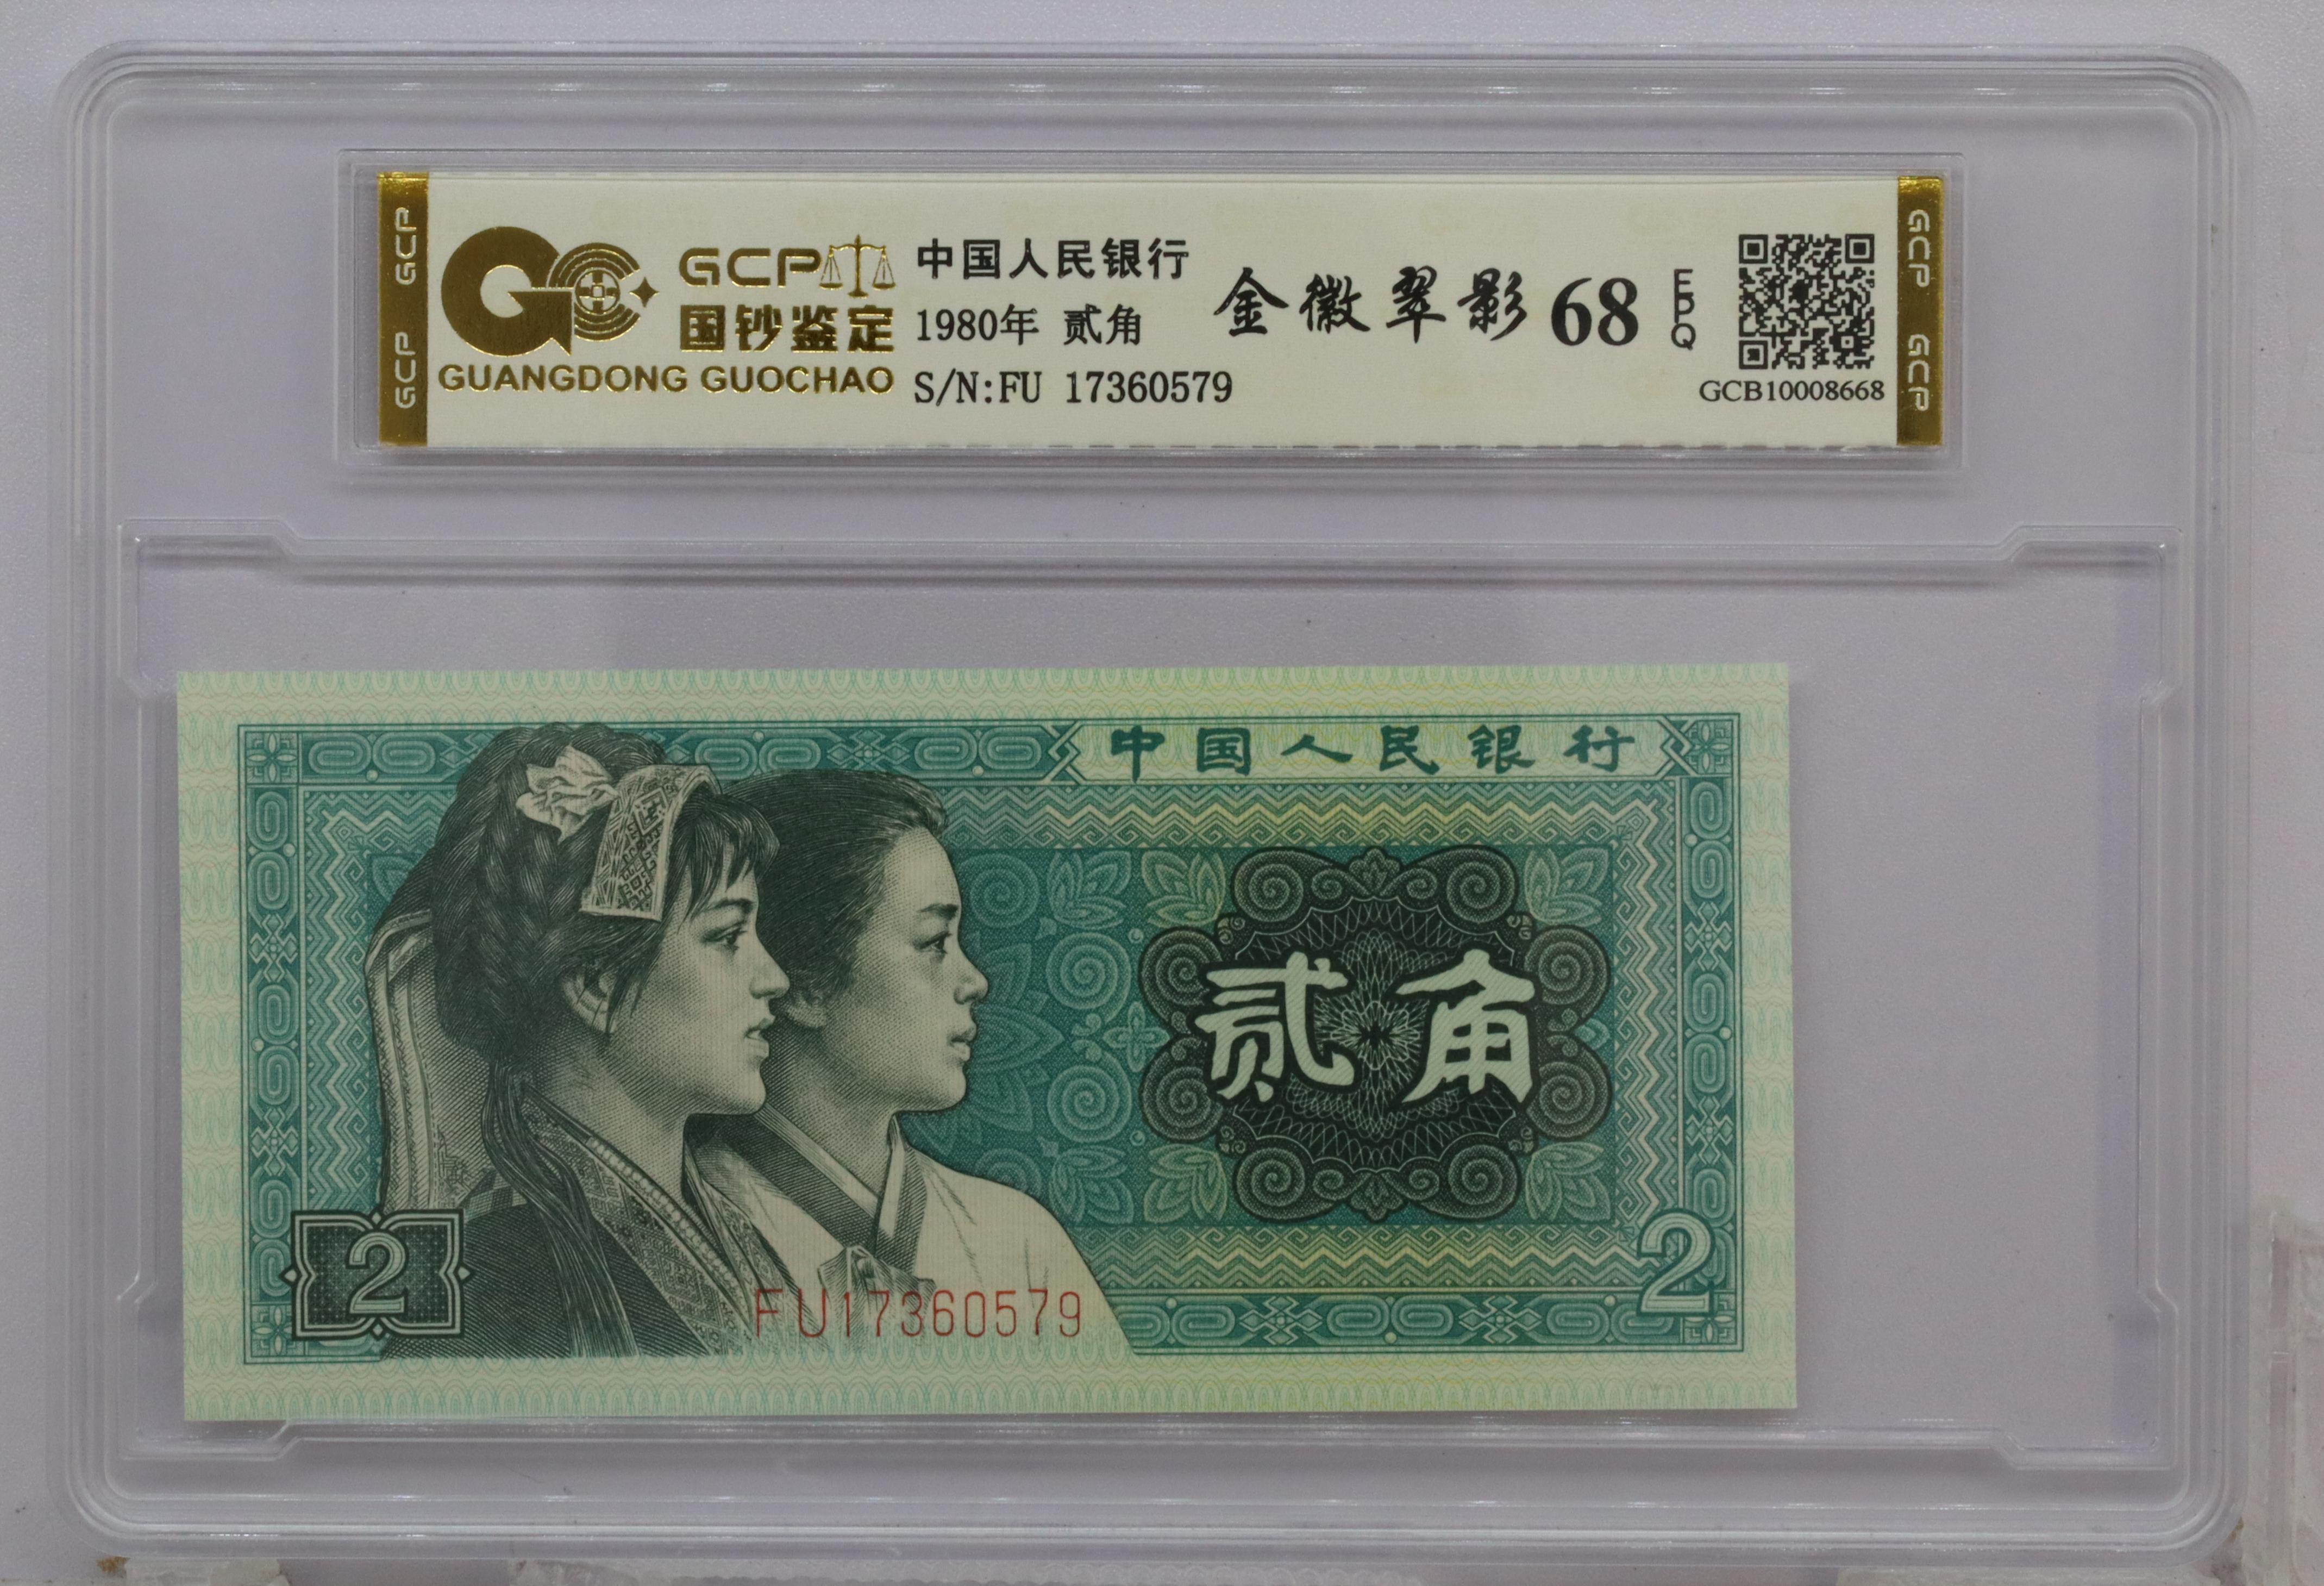 GCP GCP
GCP
国钞鉴定
GUANGDONG GUOCHAO
中国人民银行
1980年 贰角
S/N:FU 17360579
金徽翠影 68
EPQ
GCB10008668
GCP GCP
中国人民银行
贰角
2
2
FU17360579